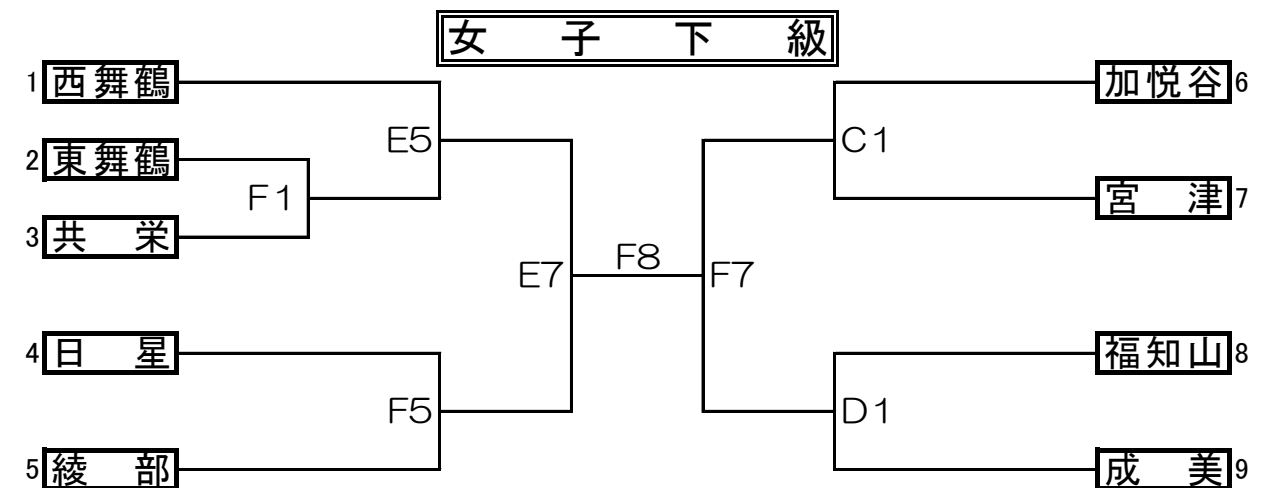 女 子 下 級
1 西舞鶴
加悦谷 6
E5
C1
2 東舞鶴
F1
宮 津 7
3 共 栄
F8
E7
F7
4 日 星
福知山 8
F5
D1
5 綾 部
成 美 9